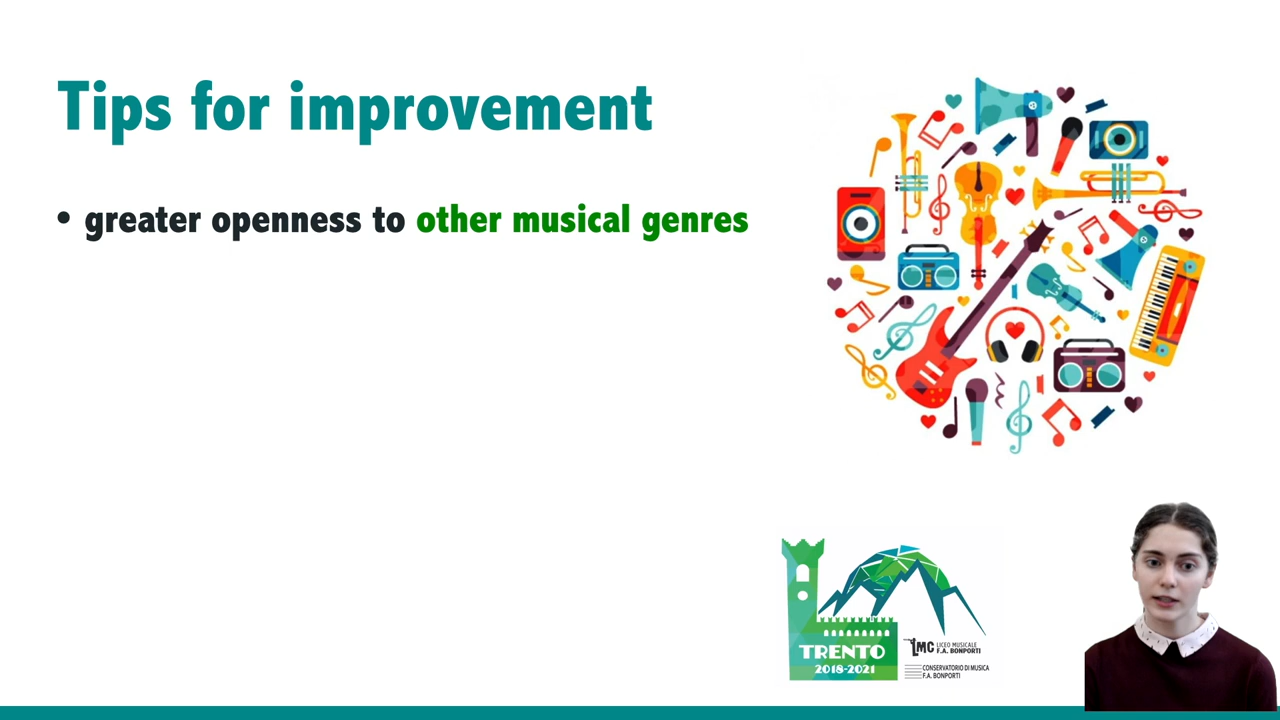 Tips for improvement
• greater openness to other musical genres
TRENTO
2018-2021
LMC LICEO MUSICALE
F.A. BONPORTI
CONSERVATORIO DI MUSICA
F.A. BONPORTI